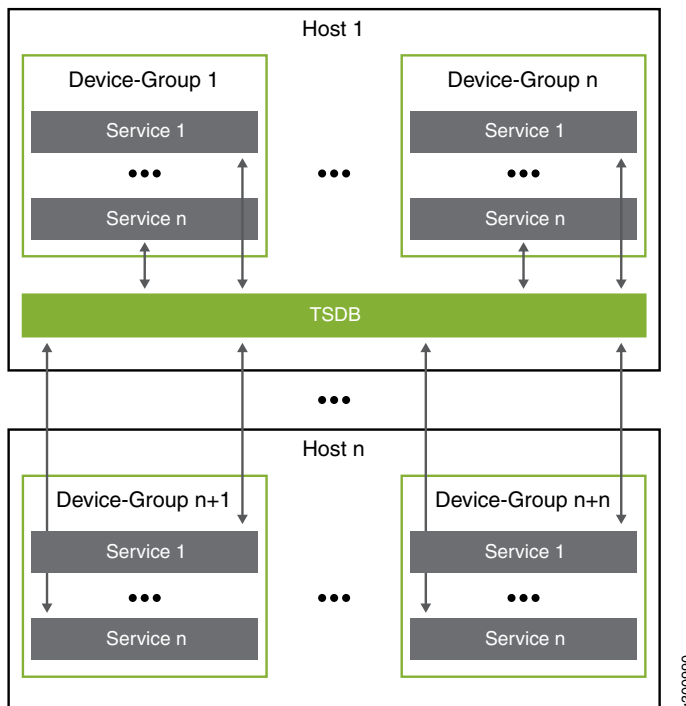 Host 1
Device-Group 1
Device-Group n
Service 1
Service 1
Service n
Service n
TSDB
Host n
Device-Group n+1
Device-Group n+n
Service 1
Service 1
Service n
Service n